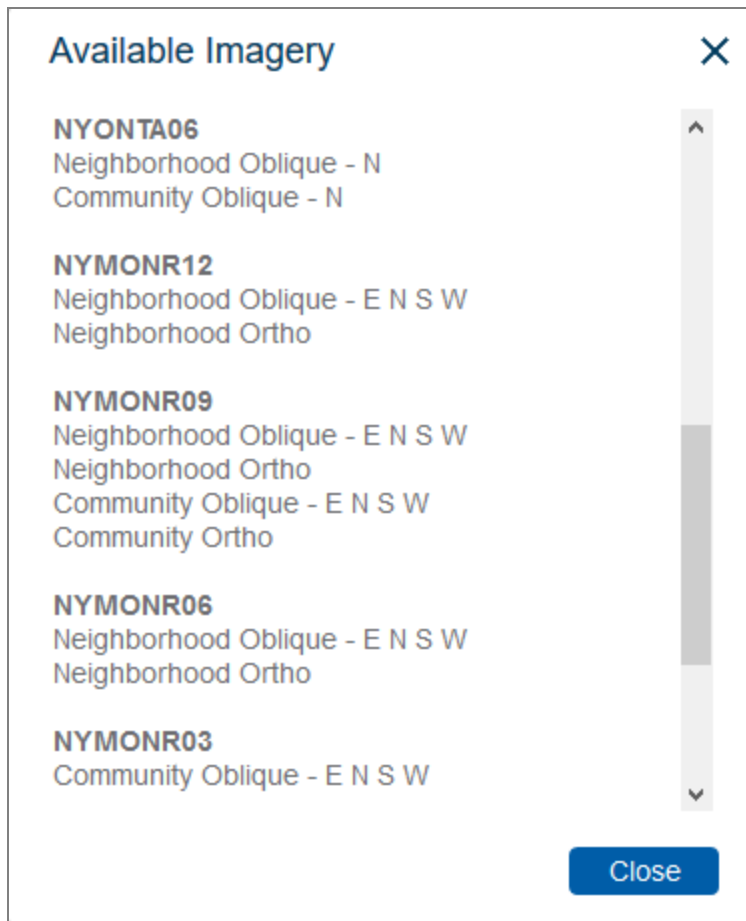 Available Imagery
NYONTA06
Neighborhood Oblique - N
Community Oblique - N
NYMONR12
Neighborhood Oblique - E N S W
Neighborhood Ortho
NYMONR09
Neighborhood Oblique - E N S W
Neighborhood Ortho
Community Oblique - E N S W
Community Ortho
NYMONR06
Neighborhood Oblique - E N S W
Neighborhood Ortho
NYMONR03
Community Oblique - E N S W
Close